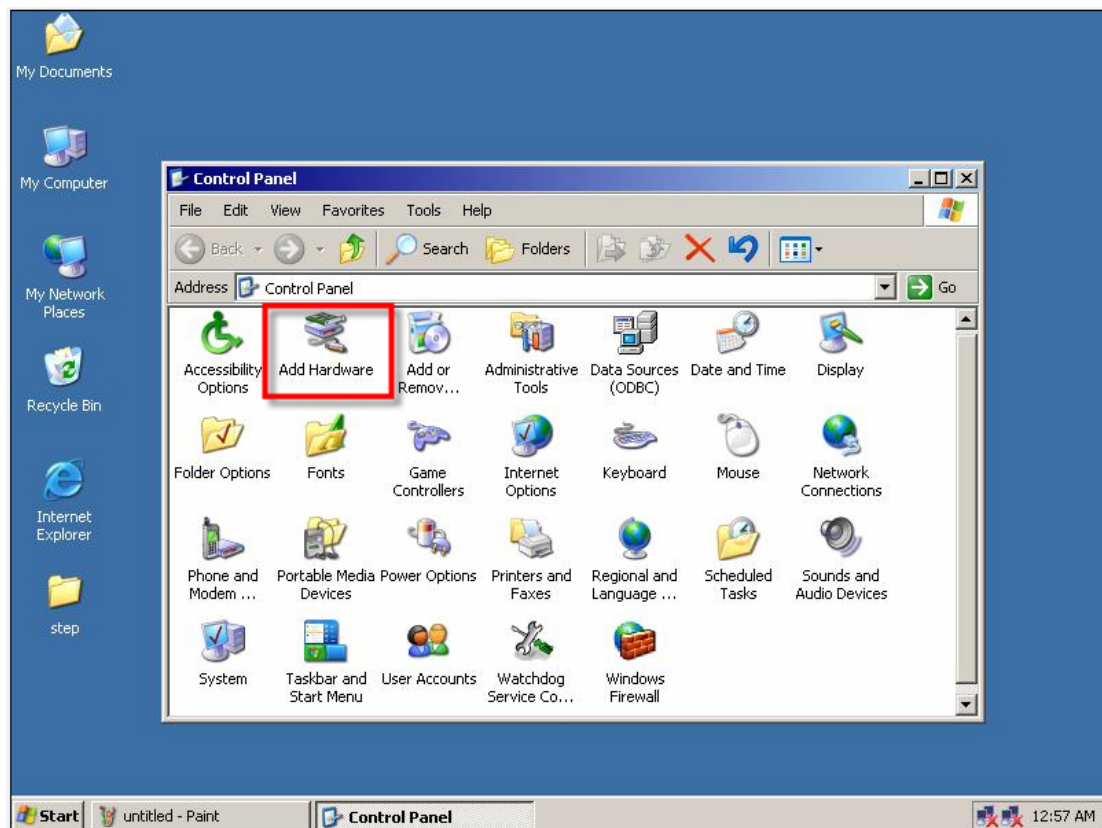 My Documents
My Computer
My Network
Places
Recycle Bin
Internet
Explorer
step
Control Panel
File Edit View Favorites Tools Help
Back Search Folders
Address Control Panel Go
Accessibility
Options
Add Hardware
Add or
Remov...
Administrative
Tools
Data Sources
(ODBC)
Date and Time
Display
Folder Options
Fonts
Game
Controllers
Internet
Options
Keyboard
Mouse
Network
Connections
Phone and
Modem ...
Portable Media
Devices
Power Options
Printers and
Faxes
Regional and
Language ...
Scheduled
Tasks
Sounds and
Audio Devices
System
Taskbar and
Start Menu
User Accounts
Watchdog
Service Co...
Windows
Firewall
Start untitled - Paint Control Panel 12:57 AM